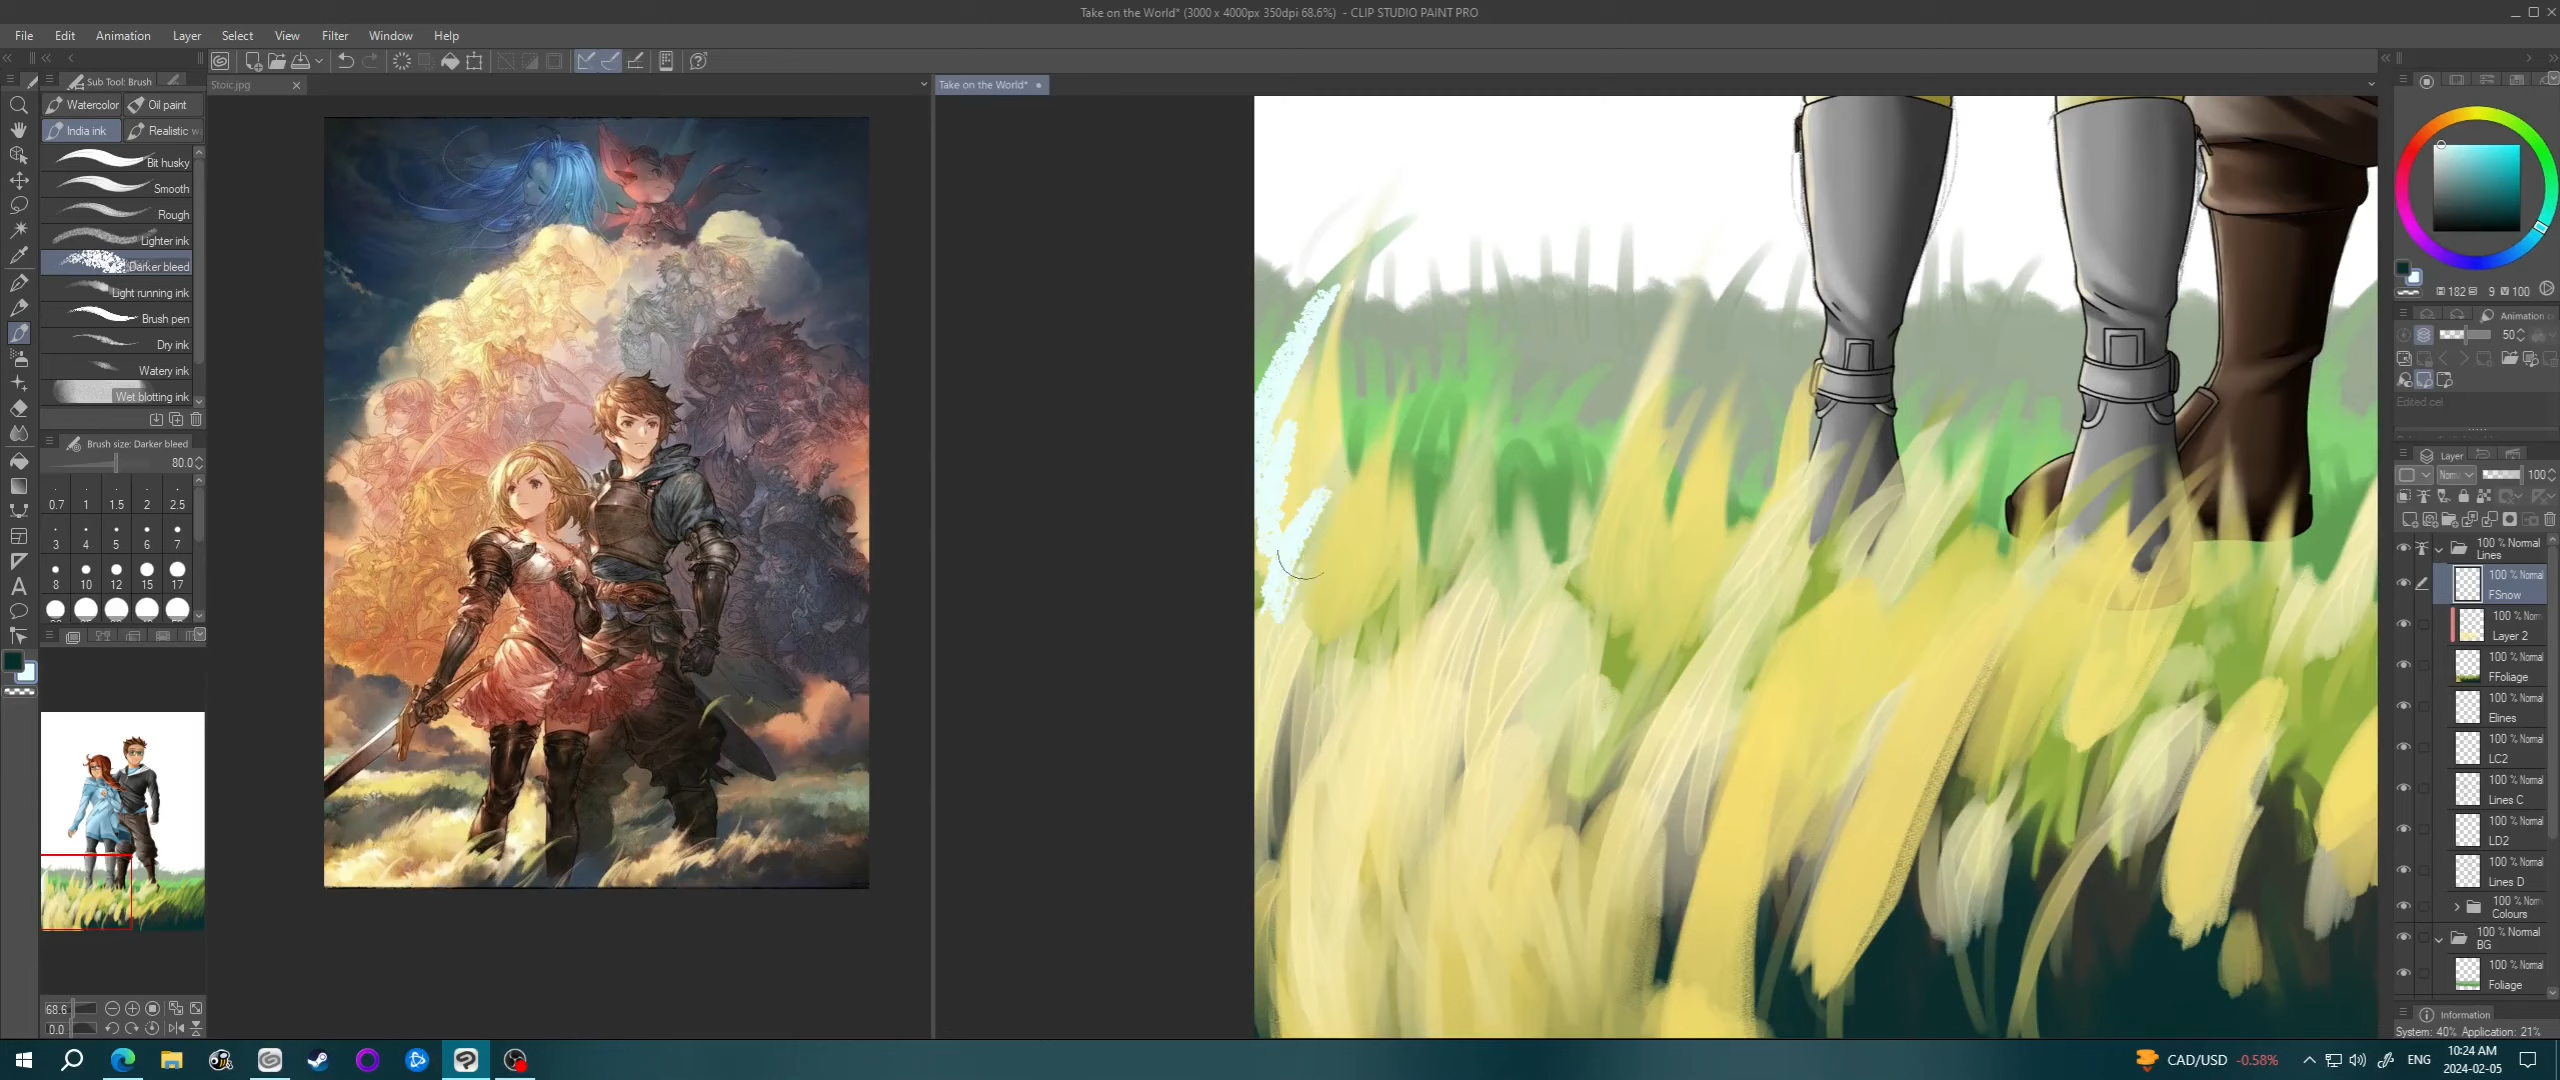 Take on the World* (3000 x 4000px 350dpi 68.6%) - CLIP STUDIO PAINT PRO
File Edit Animation Layer Select View Filter Window Help
Sub Tool: Brush
Stoic.jpg
Take on the World*
Watercolor Oil paint
India ink Realistic w
Bit husky
Smooth
Rough
Lighter ink
Darker bleed
Light running ink
Brush pen
Dry ink
Watery ink
Wet blotting ink
Brush size: Darker bleed
80.0
0.7 1 1.5 2 2.5
3 4 5 6 7
8 10 12 15 17
68.6
0.0
182 9 100
Animation
50
Edited cel
Layer
100
100 % Normal
Lines
100 % Normal
FSnow
100 % Norm
Layer 2
100 % Normal
FFoliage
100 % Normal
Elines
100 % Normal
LC2
100 % Normal
Lines C
100 % Normal
LD2
100 % Normal
Lines D
100 % Norm
Colours
100 % Normal
BG
100 % Normal
Foliage
Information
System: 40% Application: 21%
CAD/USD -0.58%
ENG
10:24 AM
2024-02-05